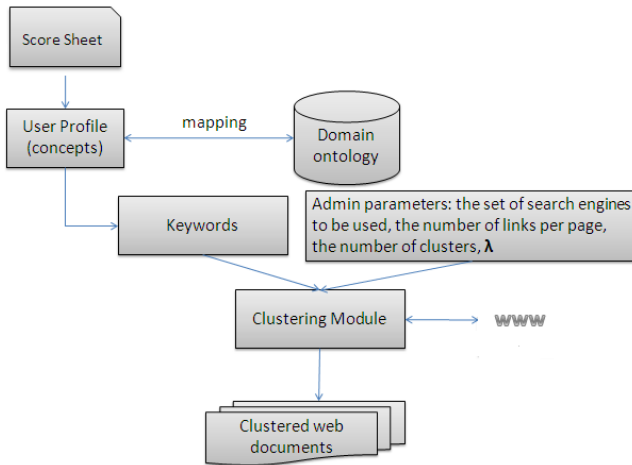 Score Sheet
User Profile
(concepts)
mapping
Domain
ontology
Keywords
Admin parameters: the set of search engines
to be used, the number of links per page,
the number of clusters, λ
Clustering Module
www
Clustered web
documents